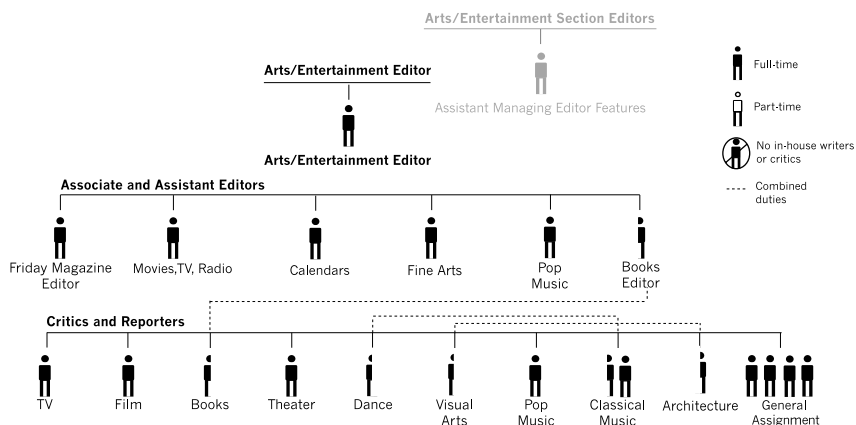 Arts/Entertainment Section Editors
Assistant Managing Editor Features
Arts/Entertainment Editor
Arts/Entertainment Editor
Full-time
Part-time
No in-house writers
or critics
Combined
duties
Associate and Assistant Editors
Friday Magazine
Editor
Movies,TV, Radio
Calendars
Fine Arts
Pop
Music
Books
Editor
Critics and Reporters
TV
Film
Books
Theater
Dance
Visual
Arts
Pop
Music
Classical
Music
Architecture
General
Assignment